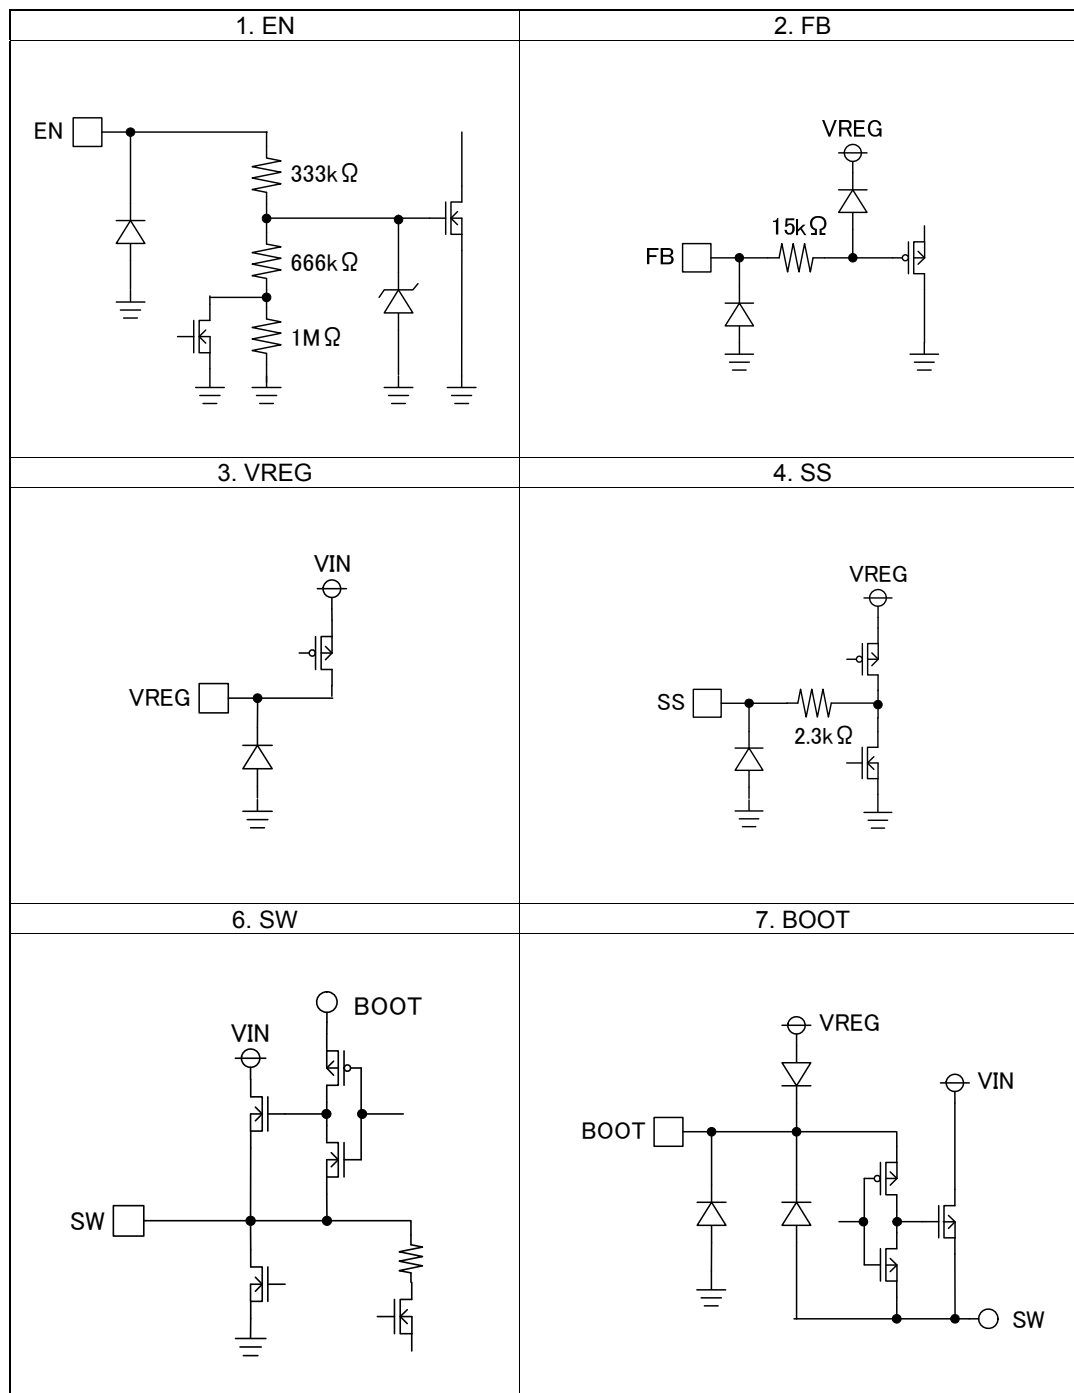 1. EN
2. FB
EN
333kΩ
666kΩ
1MΩ
VREG
15kΩ
FB
3. VREG
4. SS
VIN
VREG
VREG
SS
2.3kΩ
6. SW
7. BOOT
BOOT
VIN
SW
VREG
VIN
BOOT
SW